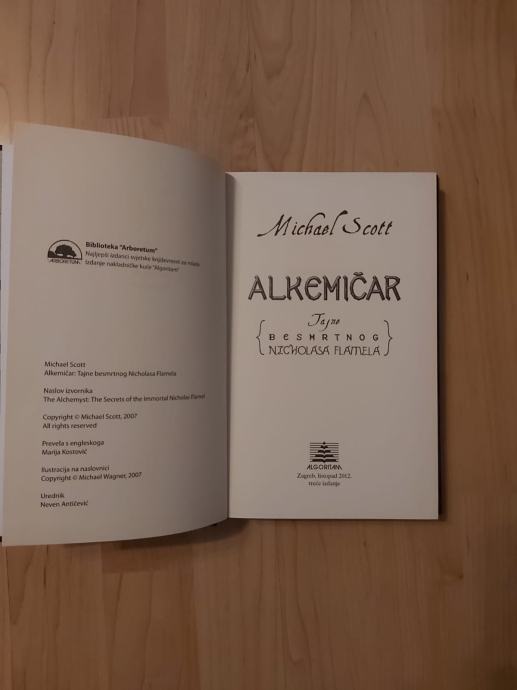 ARBORETUM
Biblioteka "Arboretum"
Najljepši izdanci svjetske književnosti za mlade
Izdanje nakladničke kuće "Algoritam"
Michael Scott
Alkemičar: Tajne besmrtnog Nicholasa Flamela
Naslov izvornika
The Alchemyst: The Secrets of the Immortal Nicholas Flamel
Copyright © Michael Scott, 2007
All rights reserved
Prevela s engleskoga
Marija Kostović
Ilustracija na naslovnici
Copyright © Michael Wagner, 2007
Urednik
Neven Antičević
Michael Scott
ALKEMIČAR
Tajne
BESMRTNOG
NICHOLASA FLAMELA
ALGORITAM
Zagreb, listopad 2012.
treće izdanje